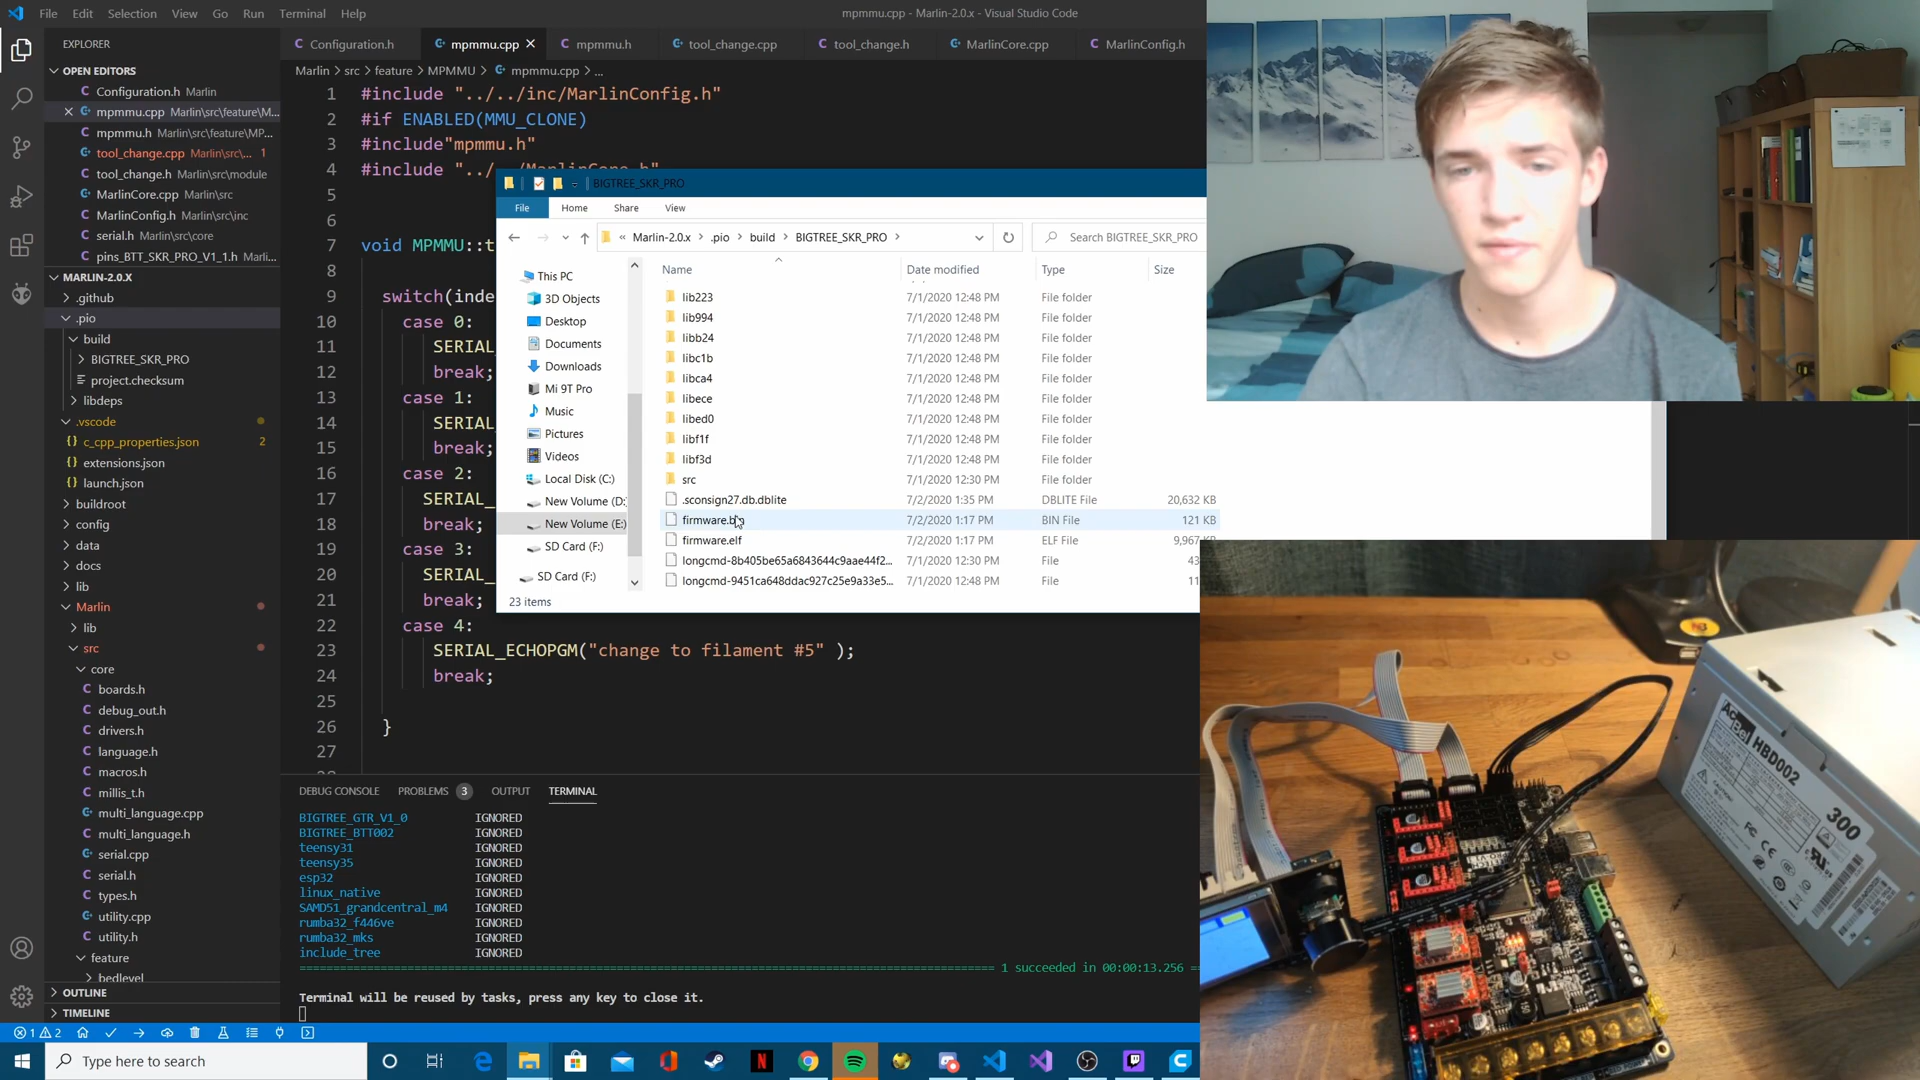 File Edit Selection View Go Run Terminal Help
mpmmu.cpp - Marlin-2.0.x - Visual Studio Code
EXPLORER
OPEN EDITORS
Configuration.h Marlin
mpmmu.cpp Marlin\src\feature\M...
mpmmu.h Marlin\src\feature\MP...
tool_change.cpp Marlin\src\... 1
tool_change.h Marlin\src\module
MarlinCore.cpp Marlin\src
MarlinConfig.h Marlin\src\inc
serial.h Marlin\src\core
pins_BTT_SKR_PRO_V1_1.h Marli...
MARLIN-2.0.X
.github
.pio
build
BIGTREE_SKR_PRO
project.checksum
libdeps
.vscode
c_cpp_properties.json 2
extensions.json
launch.json
buildroot
config
data
docs
lib
Marlin
lib
src
core
boards.h
debug_out.h
drivers.h
language.h
macros.h
millis_t.h
multi_language.cpp
multi_language.h
serial.cpp
serial.h
types.h
utility.cpp
utility.h
feature
bedlevel
OUTLINE
TIMELINE
Configuration.h mpmmu.cpp mpmmu.h tool_change.cpp tool_change.h MarlinCore.cpp MarlinConfig.h
Marlin > src > feature > MPMMU > mpmmu.cpp > ...
1 #include "../../inc/MarlinConfig.h"
2 #if ENABLED(MMU_CLONE)
3 #include"mpmmu.h"
4 #include "../../MarlinCore.h"
5
6
7 void MPMMU::t
8
9 switch(inde
10 case 0:
11 SERIAL_
12 break;
13 case 1:
14 SERIAL_
15 break;
16 case 2:
17 SERIAL_
18 break;
19 case 3:
20 SERIAL_
21 break;
22 case 4:
23 SERIAL_ECHOPGM("change to filament #5" );
24 break;
25
26 }
27
28
BIGTREE_SKR_PRO
File Home Share View
« Marlin-2.0.x > .pio > build > BIGTREE_SKR_PRO >
Search BIGTREE_SKR_PRO
This PC
3D Objects
Desktop
Documents
Downloads
Mi 9T Pro
Music
Pictures
Videos
Local Disk (C:)
New Volume (D:
New Volume (E:)
SD Card (F:)
SD Card (F:)
Name Date modified Type Size
lib223 7/1/2020 12:48 PM File folder
lib994 7/1/2020 12:48 PM File folder
libb24 7/1/2020 12:48 PM File folder
libc1b 7/1/2020 12:48 PM File folder
libca4 7/1/2020 12:48 PM File folder
libece 7/1/2020 12:48 PM File folder
libed0 7/1/2020 12:48 PM File folder
libf1f 7/1/2020 12:48 PM File folder
libf3d 7/1/2020 12:48 PM File folder
src 7/1/2020 12:30 PM File folder
.sconsign27.db.dblite 7/2/2020 1:35 PM DBLITE File 20,632 KB
firmware.bin 7/2/2020 1:17 PM BIN File 121 KB
firmware.elf 7/2/2020 1:17 PM ELF File 9,967 KB
longcmd-8b405be65a6843644c9aae44f2... 7/1/2020 12:30 PM File 43
longcmd-9451ca648ddac927c25e9a33e5... 7/1/2020 12:48 PM File 11
23 items
DEBUG CONSOLE PROBLEMS 3 OUTPUT TERMINAL
BIGTREE_GTR_V1_0 IGNORED
BIGTREE_BTT002 IGNORED
teensy31 IGNORED
teensy35 IGNORED
esp32 IGNORED
linux_native IGNORED
SAMD51_grandcentral_m4 IGNORED
rumba32_f446ve IGNORED
rumba32_mks IGNORED
include_tree IGNORED
1 succeeded in 00:00:13.256
Terminal will be reused by tasks, press any key to close it.
1 2
Type here to search
AcBel HBD002
300